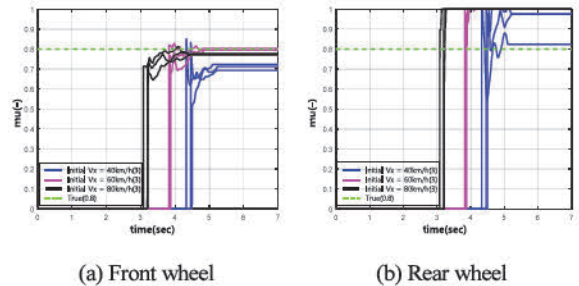 1
0.9
0.8
0.7
0.6
0.5
0.4
0.3
0.2
0.1
0
mu(-)
Initial Vx = 40km/h(3)
Initial Vx = 60km/h(3)
Initial Vx = 80km/h(3)
True(0.8)
0 1 2 3 4 5 6 7
time(sec)
(a) Front wheel
1
0.9
0.8
0.7
0.6
0.5
0.4
0.3
0.2
0.1
0
mu(-)
Initial Vx = 40km/h(3)
Initial Vx = 60km/h(3)
Initial Vx = 80km/h(3)
True(0.8)
0 1 2 3 4 5 6 7
time(sec)
(b) Rear wheel